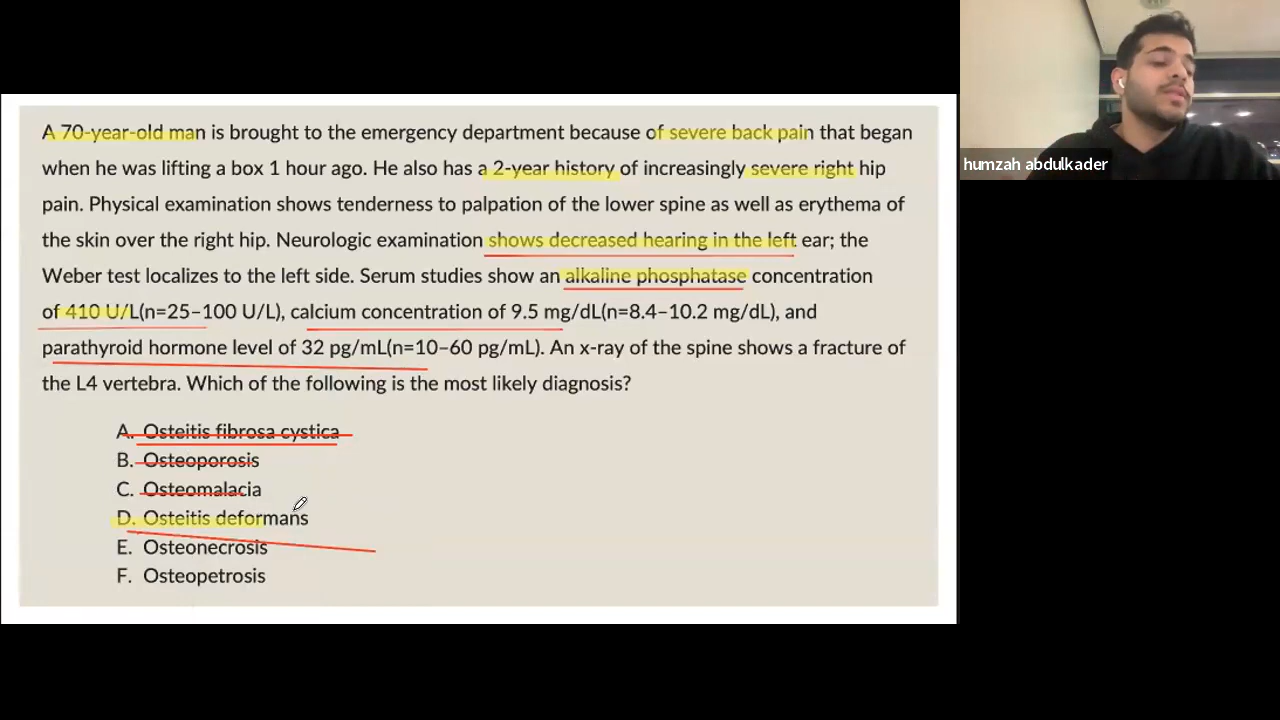 A 70-year-old man is brought to the emergency department because of severe back pain that began
when he was lifting a box 1 hour ago. He also has a 2-year history of increasingly severe right hip
pain. Physical examination shows tenderness to palpation of the lower spine as well as erythema of
the skin over the right hip. Neurologic examination shows decreased hearing in the left ear; the
Weber test localizes to the left side. Serum studies show an alkaline phosphatase concentration
of 410 U/L(n=25–100 U/L), calcium concentration of 9.5 mg/dL(n=8.4–10.2 mg/dL), and
parathyroid hormone level of 32 pg/mL(n=10–60 pg/mL). An x-ray of the spine shows a fracture of
the L4 vertebra. Which of the following is the most likely diagnosis?
A. Osteitis fibrosa cystica
B. Osteoporosis
C. Osteomalacia
D. Osteitis deformans
E. Osteonecrosis
F. Osteopetrosis
humzah abdulkader